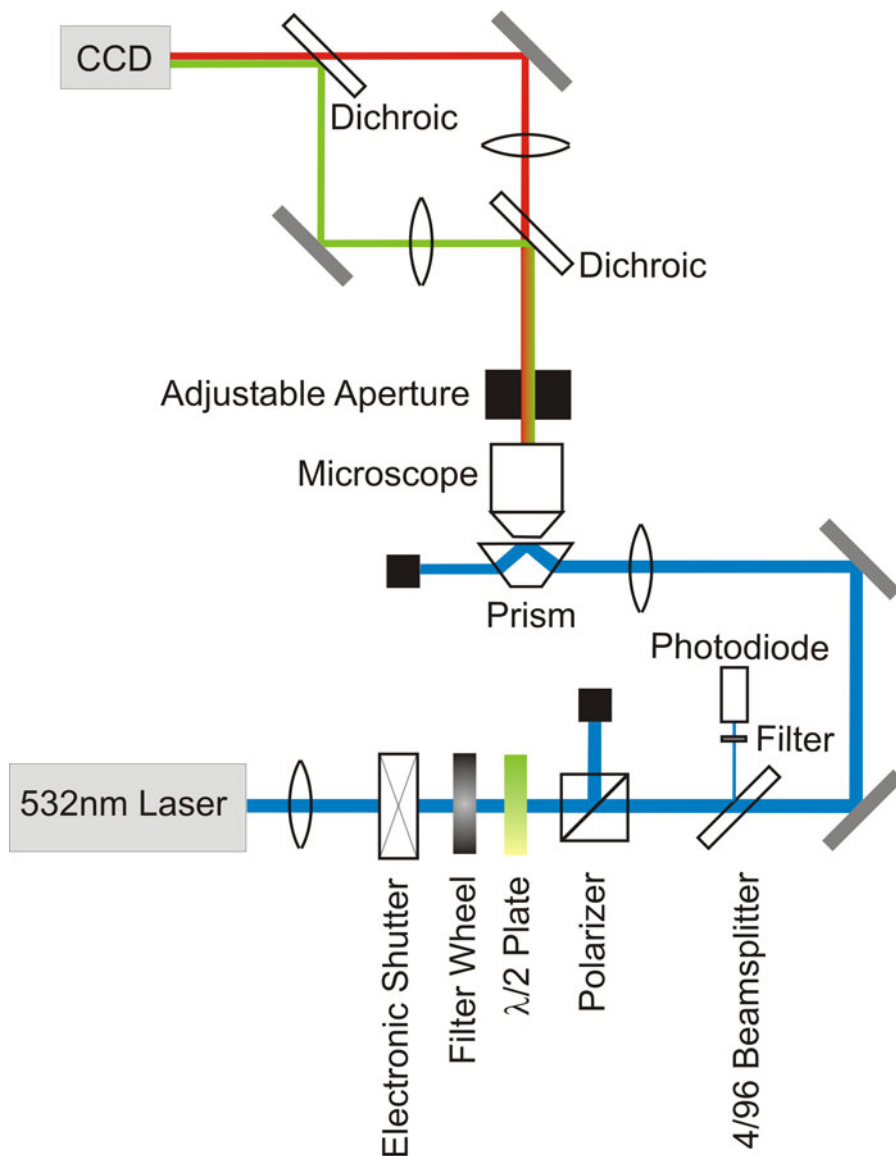 CCD
Dichroic
Dichroic
Adjustable Aperture
Microscope
Prism
Photodiode
Filter
532nm Laser
Electronic Shutter
Filter Wheel
λ/2 Plate
Polarizer
4/96 Beamsplitter